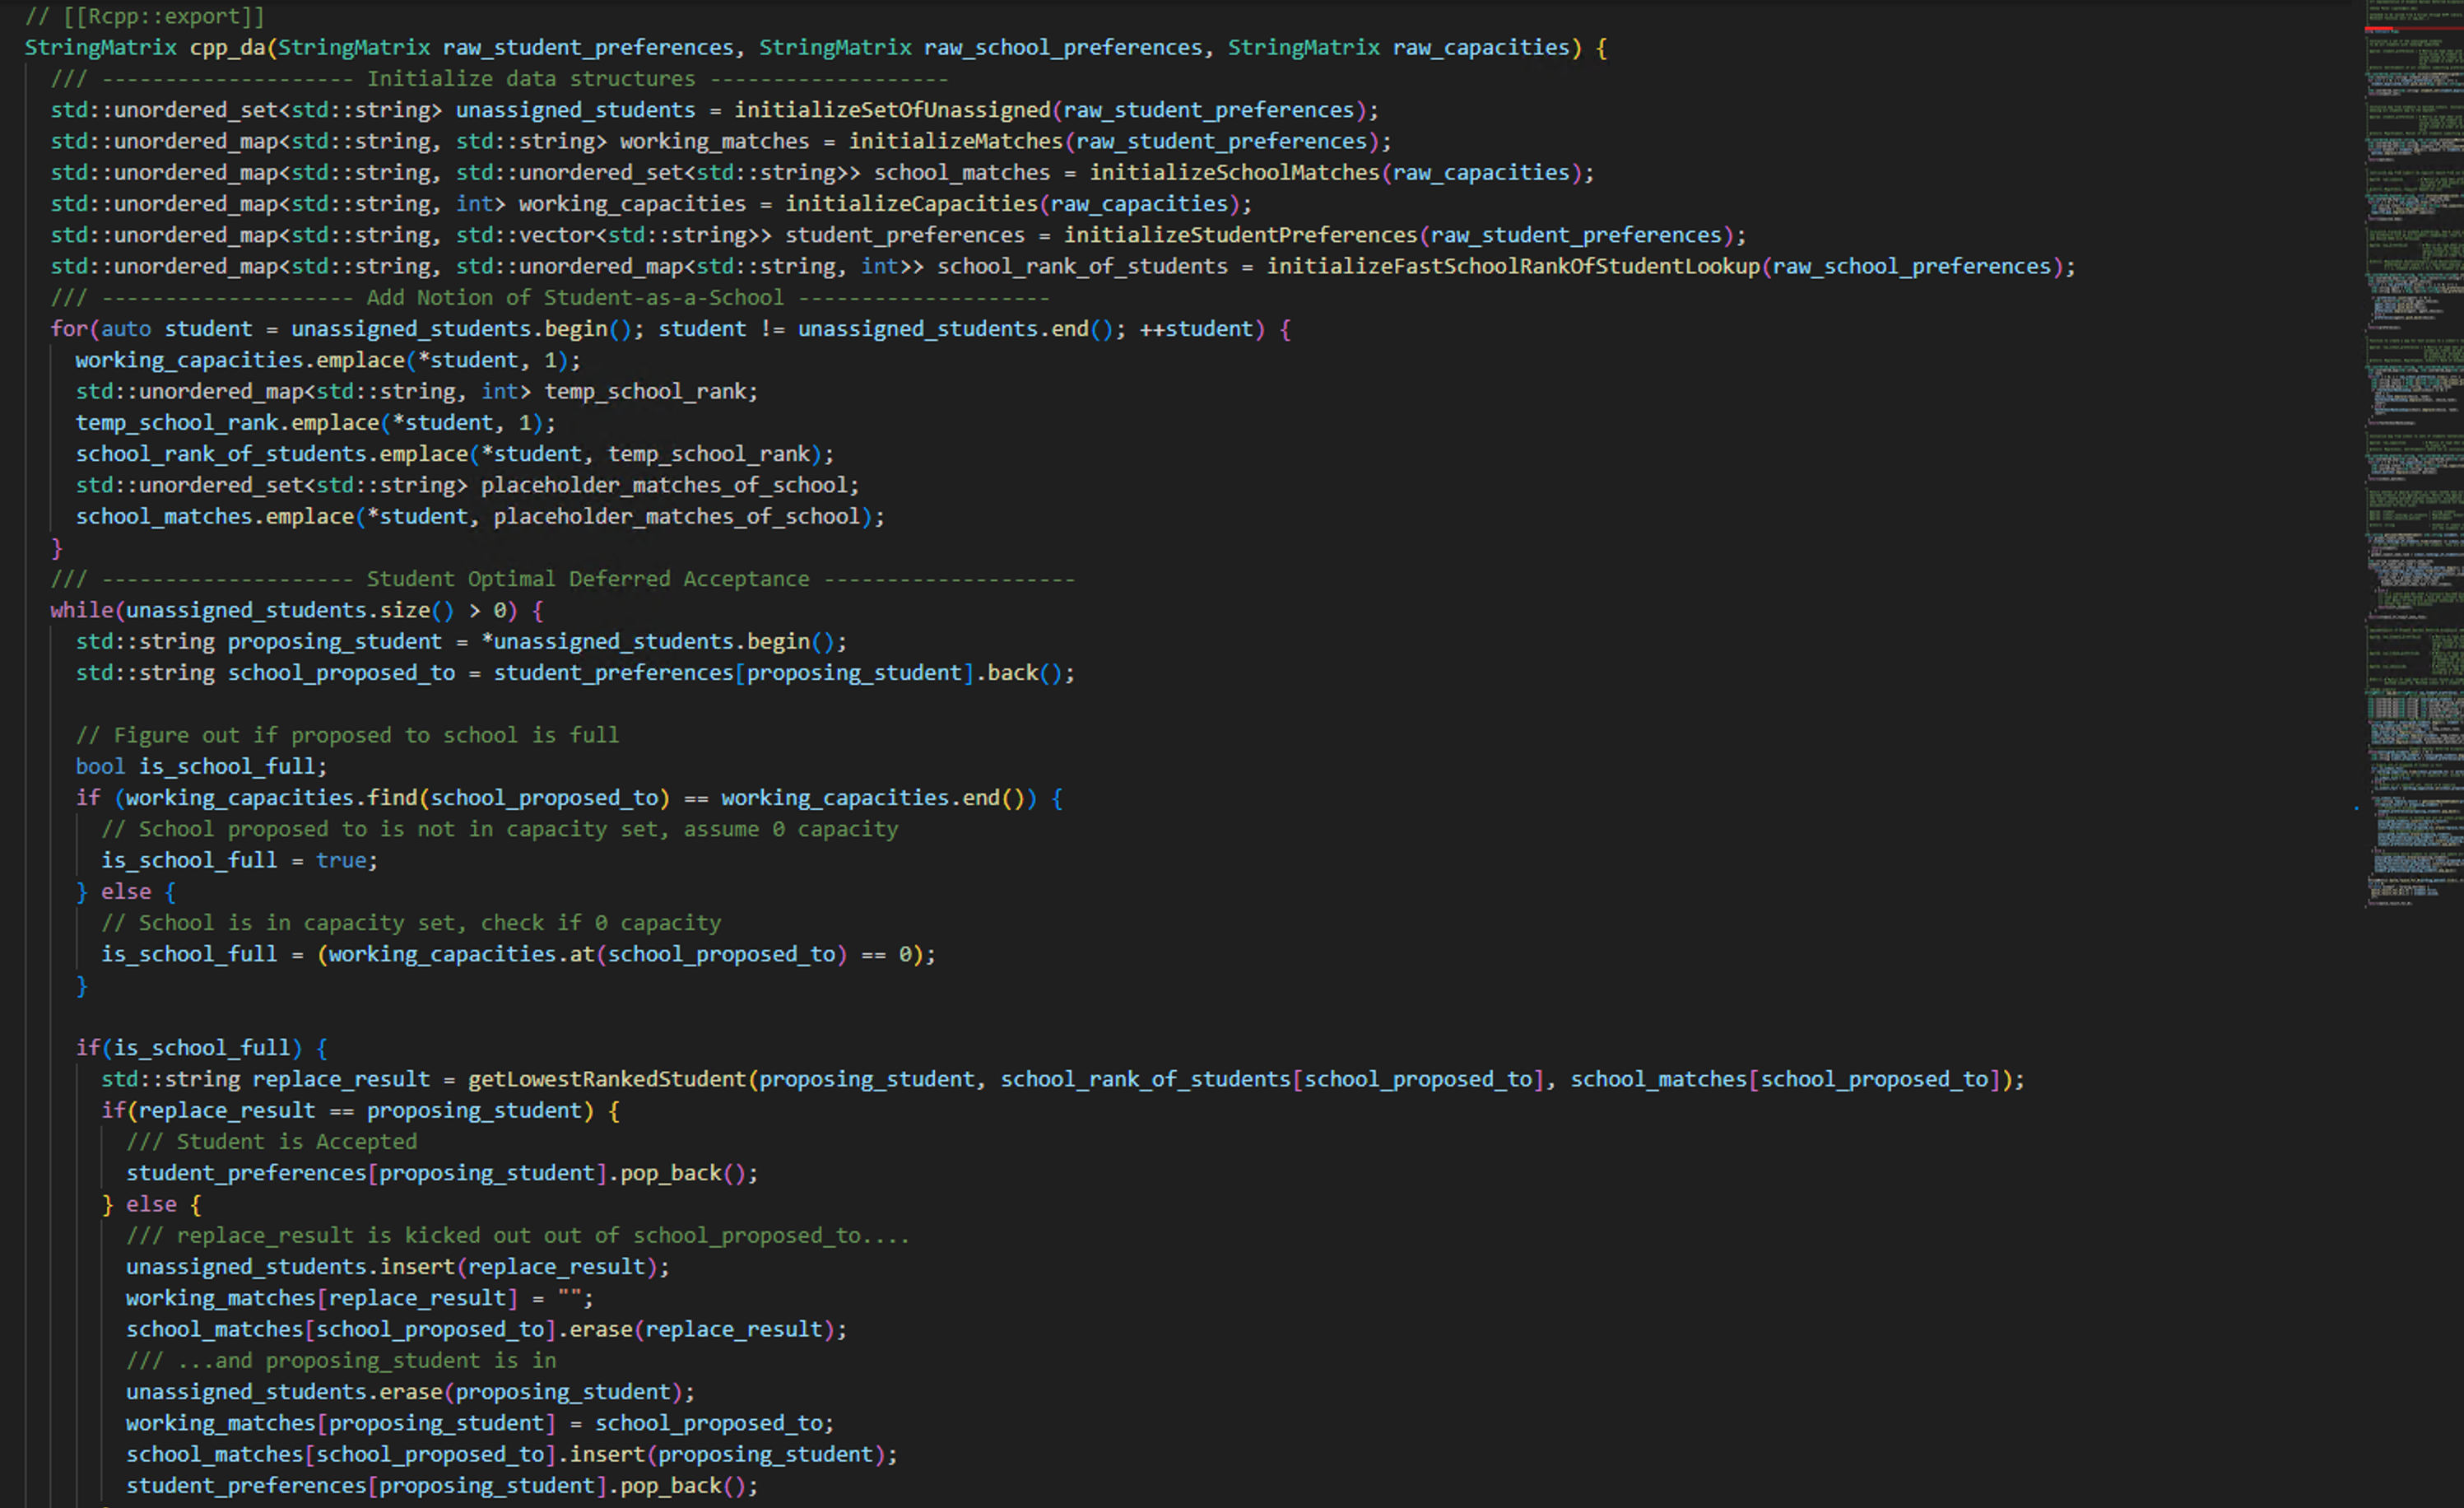 // [[Rcpp::export]]
StringMatrix cpp_da(StringMatrix raw_student_preferences, StringMatrix raw_school_preferences, StringMatrix raw_capacities) {
/// -------------------- Initialize data structures -------------------
std::unordered_set<std::string> unassigned_students = initializeSetOfUnassigned(raw_student_preferences);
std::unordered_map<std::string, std::string> working_matches = initializeMatches(raw_student_preferences);
std::unordered_map<std::string, std::unordered_set<std::string>> school_matches = initializeSchoolMatches(raw_capacities);
std::unordered_map<std::string, int> working_capacities = initializeCapacities(raw_capacities);
std::unordered_map<std::string, std::vector<std::string>> student_preferences = initializeStudentPreferences(raw_student_preferences);
std::unordered_map<std::string, std::unordered_map<std::string, int>> school_rank_of_students = initializeFastSchoolRankOfStudentLookup(raw_school_preferences);
/// -------------------- Add Notion of Student-as-a-School --------------------
for(auto student = unassigned_students.begin(); student != unassigned_students.end(); ++student) {
working_capacities.emplace(*student, 1);
std::unordered_map<std::string, int> temp_school_rank;
temp_school_rank.emplace(*student, 1);
school_rank_of_students.emplace(*student, temp_school_rank);
std::unordered_set<std::string> placeholder_matches_of_school;
school_matches.emplace(*student, placeholder_matches_of_school);
}
/// -------------------- Student Optimal Deferred Acceptance --------------------
while(unassigned_students.size() > 0) {
std::string proposing_student = *unassigned_students.begin();
std::string school_proposed_to = student_preferences[proposing_student].back();
// Figure out if proposed to school is full
bool is_school_full;
if (working_capacities.find(school_proposed_to) == working_capacities.end()) {
// School proposed to is not in capacity set, assume 0 capacity
is_school_full = true;
} else {
// School is in capacity set, check if 0 capacity
is_school_full = (working_capacities.at(school_proposed_to) == 0);
}
if(is_school_full) {
std::string replace_result = getLowestRankedStudent(proposing_student, school_rank_of_students[school_proposed_to], school_matches[school_proposed_to]);
if(replace_result == proposing_student) {
/// Student is Accepted
student_preferences[proposing_student].pop_back();
} else {
/// replace_result is kicked out out of school_proposed_to....
unassigned_students.insert(replace_result);
working_matches[replace_result] = "";
school_matches[school_proposed_to].erase(replace_result);
/// ...and proposing_student is in
unassigned_students.erase(proposing_student);
working_matches[proposing_student] = school_proposed_to;
school_matches[school_proposed_to].insert(proposing_student);
student_preferences[proposing_student].pop_back();